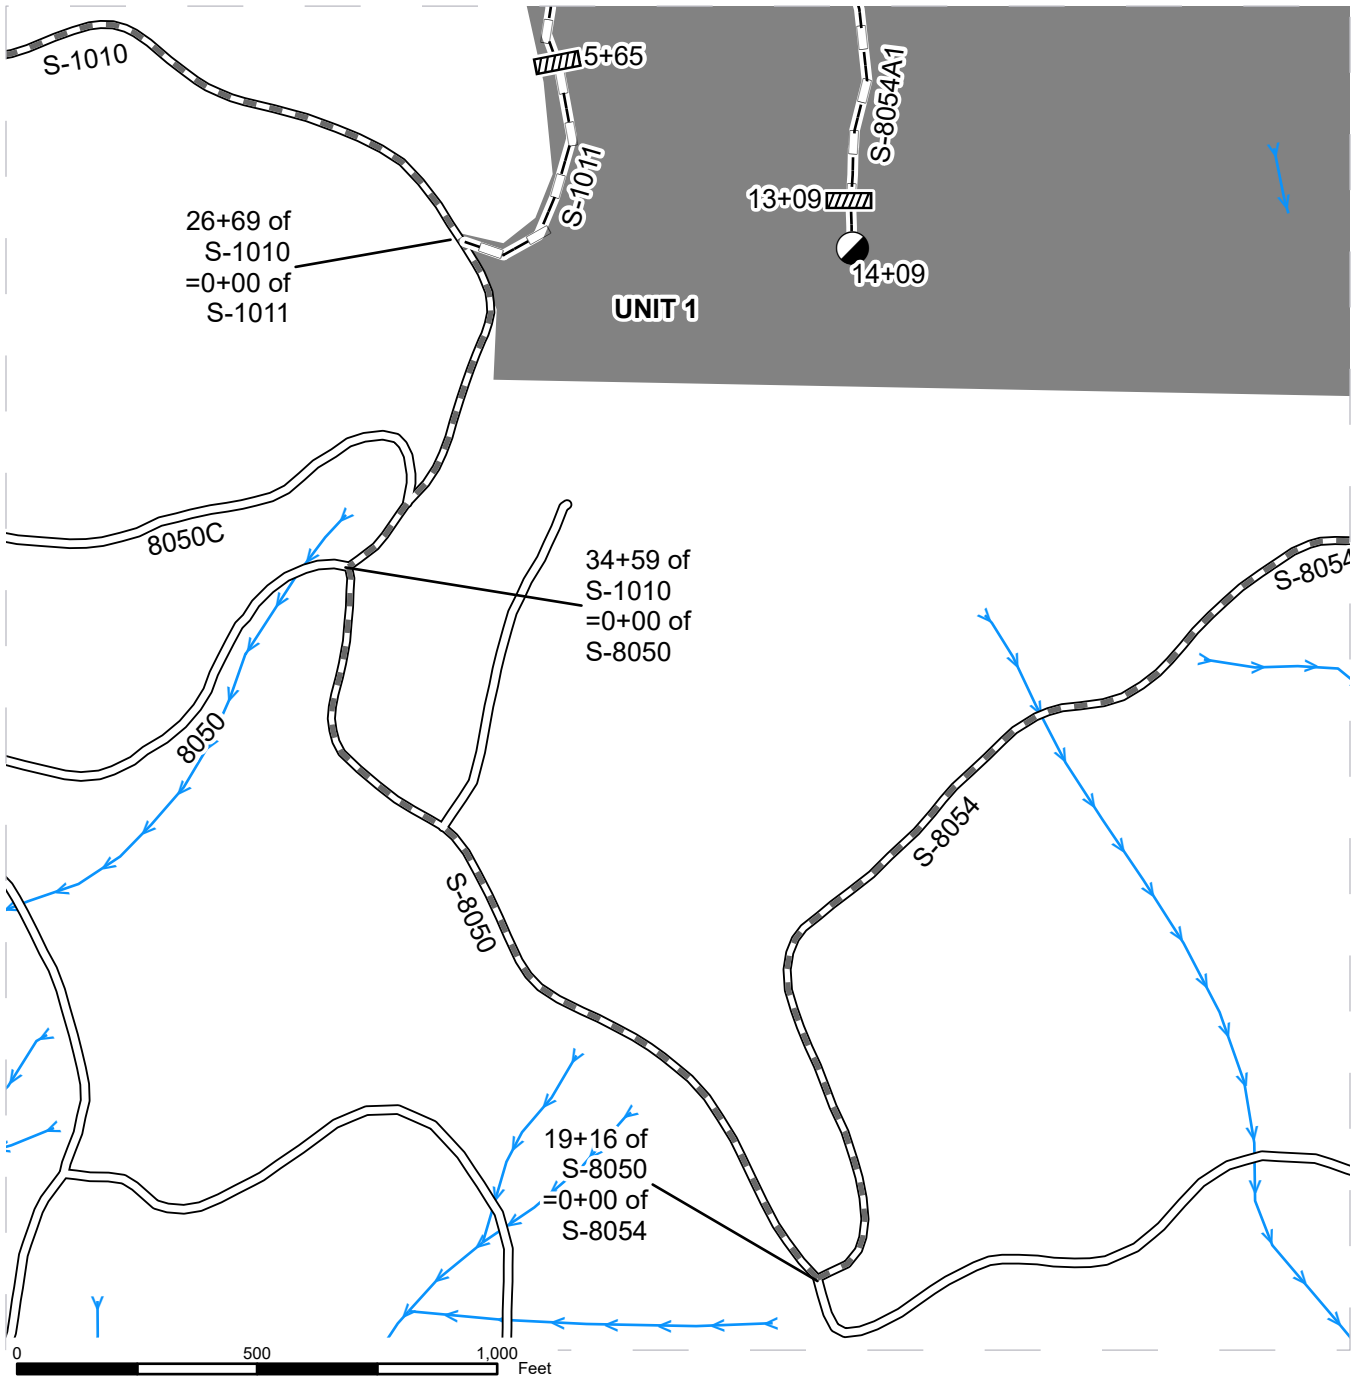 S-1010
5+65
S-8054A1
S-1011
13+09
26+69 of
S-1010
=0+00 of
S-1011
14+09
UNIT 1
8050C
34+59 of
S-1010
=0+00 of
S-8050
S-8054
8050
S-8054
S-8050
19+16 of
S-8050
=0+00 of
S-8054
0 500 1,000
Feet